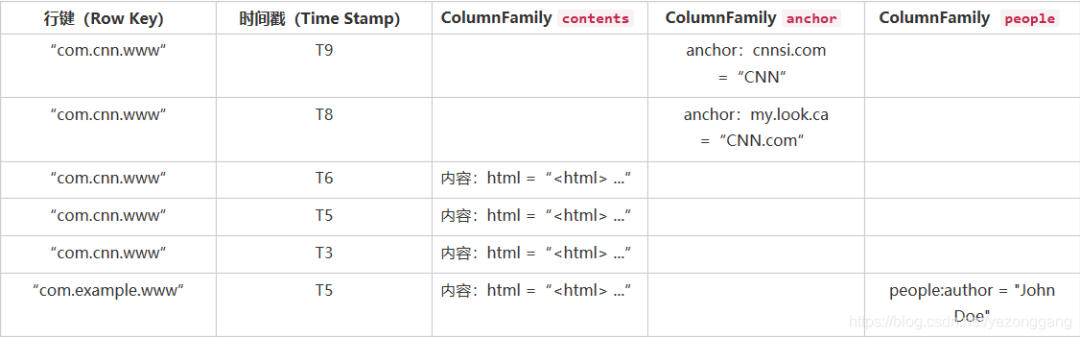 行键（Row Key） 时间戳（Time Stamp） ColumnFamily contents ColumnFamily anchor ColumnFamily people
“com.cnn.www“ T9 anchor：cnnsi.com
=“CNN“
“com.cnn.www“ T8 anchor：my.look.ca
=“CNN.com“
“com.cnn.www“ T6 内容：html =“<html> ...”
“com.cnn.www“ T5 内容：html =“<html> ...”
“com.cnn.www“ T3 内容：html =“<html> ...”
“com.example.www“ T5 内容：html =“<html> ...” people:author = "John
Doe"
https://blog.csdn.net/yezonggang